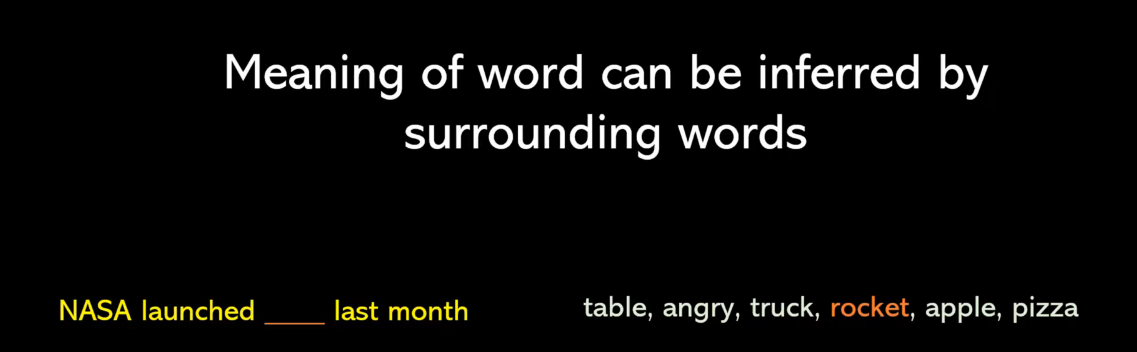 Meaning of word can be inferred by
surrounding words
NASA launched ____ last month
table, angry, truck, rocket, apple, pizza